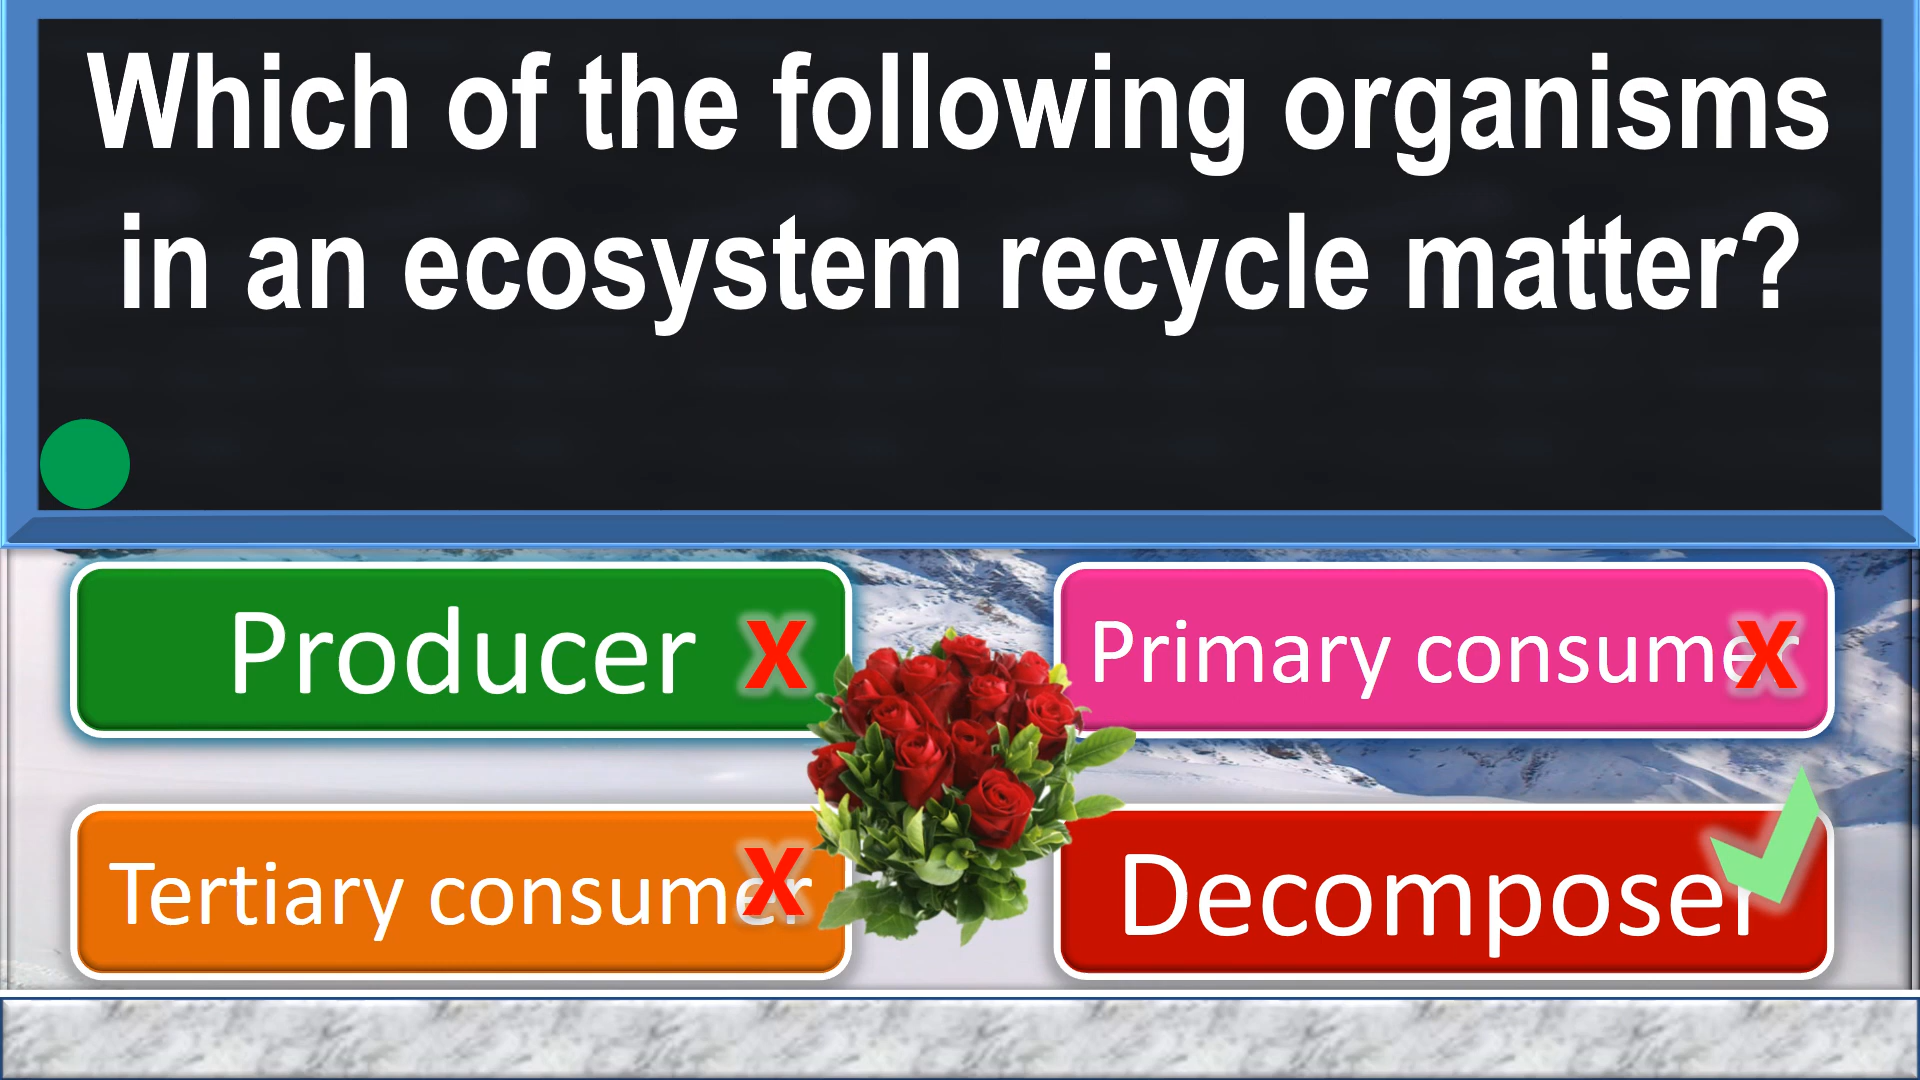 Which of the following organisms
in an ecosystem recycle matter?
Producer X
Primary consumer X
Tertiary consumer X
Decomposer